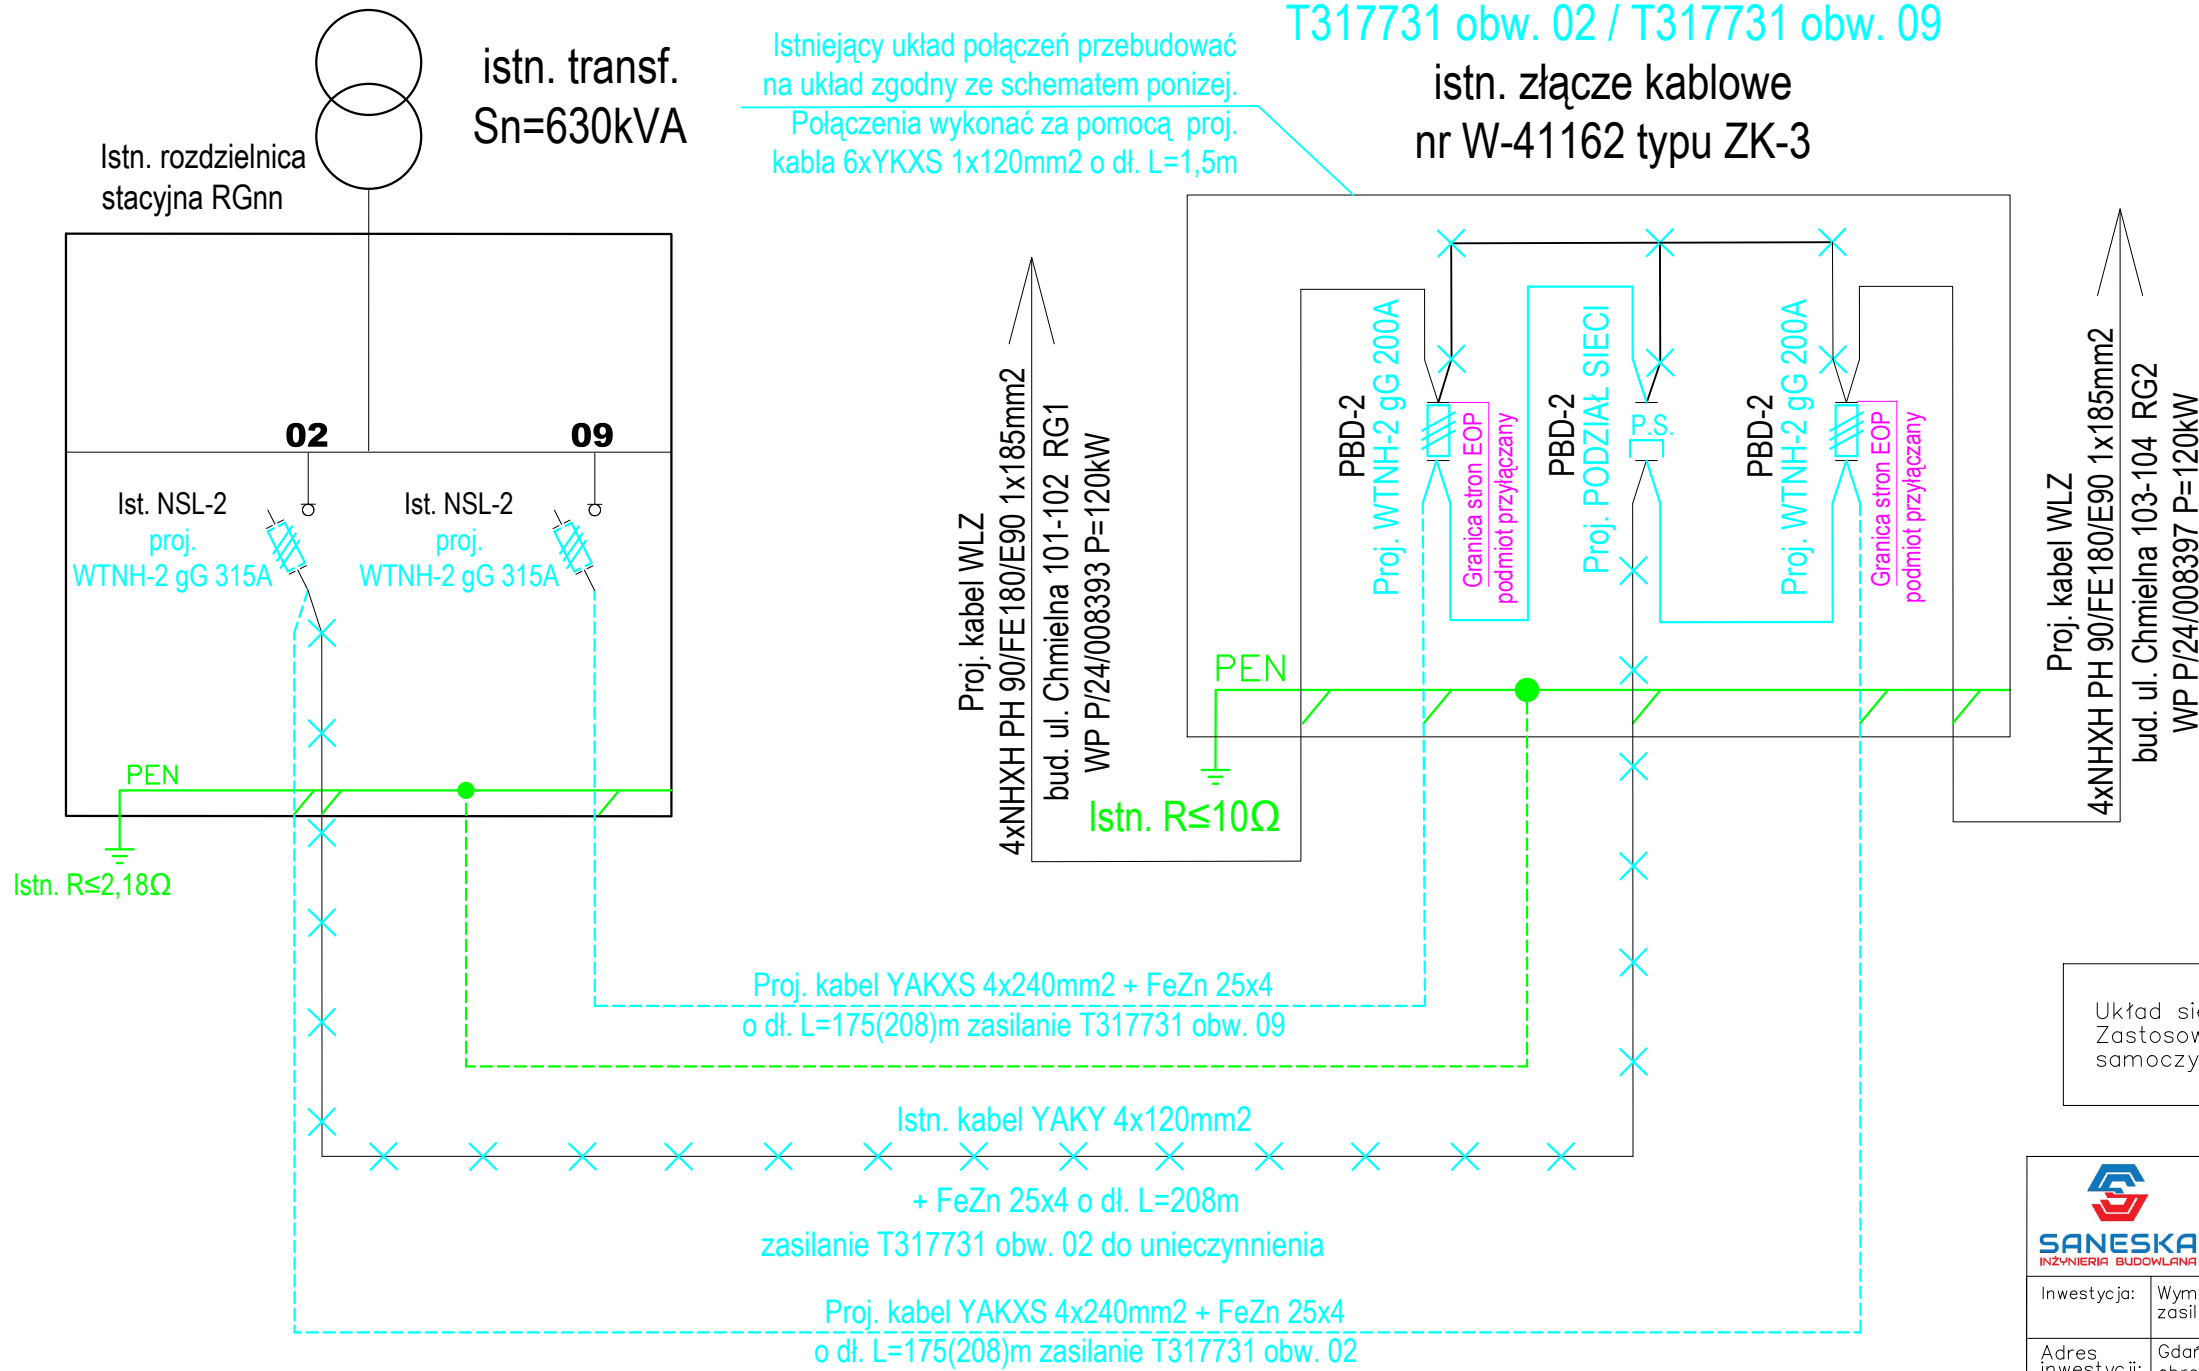 T317731 obw. 02 / T317731 obw. 09
istn. złącze kablowe
nr W-41162 typu ZK-3
Istniejący układ połączeń przebudować
na układ zgodny ze schematem ponizej.
Połączenia wykonać za pomocą proj.
kabla 6xYKXS 1x120mm2 o dł. L=1,5m
istn. transf.
Sn=630kVA
Istn. rozdzielnica
stacyjna RGnn
02
09
Ist. NSL-2
proj.
WTNH-2 gG 315A
Ist. NSL-2
proj.
WTNH-2 gG 315A
PEN
Istn. R≤2,18Ω
Proj. kabel WLZ
4xNHXH PH 90/FE180/E90 1x185mm2
bud. ul. Chmielna 101-102 RG1
WP P/24/008393 P=120kW
PBD-2
Proj. WTNH-2 gG 200A
Granica stron EOP
podmiot przyłączany
PBD-2
Proj. PODZIAŁ SIECI
P.S.
PBD-2
Proj. WTNH-2 gG 200A
Granica stron EOP
podmiot przyłączany
PEN
Istn. R≤10Ω
Proj. kabel WLZ
4xNHXH PH 90/FE180/E90 1x185mm2
bud. ul. Chmielna 103-104 RG2
WP P/24/008397 P=120kW
Proj. kabel YAKXS 4x240mm2 + FeZn 25x4
o dł. L=175(208)m zasilanie T317731 obw. 09
Istn. kabel YAKY 4x120mm2
+ FeZn 25x4 o dł. L=208m
zasilanie T317731 obw. 02 do unieczynnienia
Proj. kabel YAKXS 4x240mm2 + FeZn 25x4
o dł. L=175(208)m zasilanie T317731 obw. 02
Układ
samoczy
SANESKA
INŻYNIERIA BUDOWLANA
Inwestycja:
zasil
Adres
inwestycji: